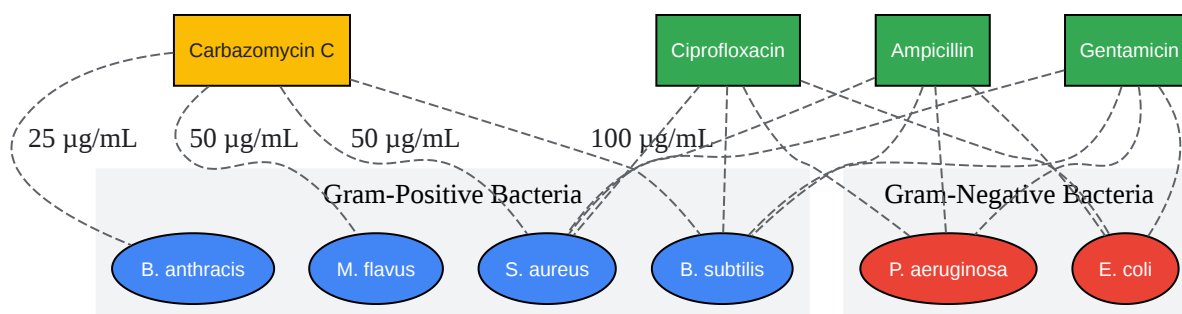 Carbazomycin C
Ciprofloxacin
Ampicillin
Gentamicin
25 µg/mL
50 µg/mL
50 µg/mL
100 µg/mL
Gram-Positive Bacteria
Gram-Negative Bacteria
B. anthracis
M. flavus
S. aureus
B. subtilis
P. aeruginosa
E. coli